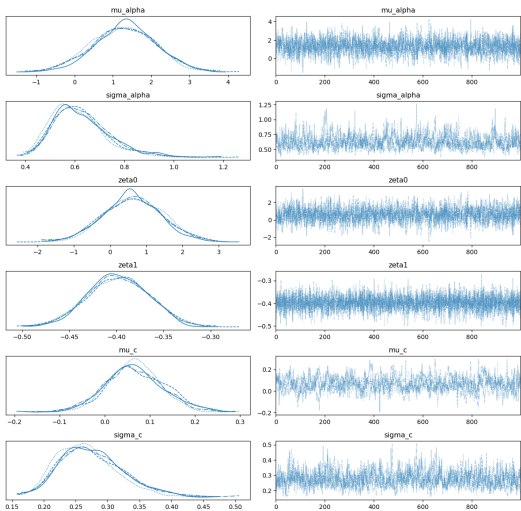 mu_alpha
mu_alpha
4
2
0
−1 0 1 2 3 4
0 200 400 600 800
sigma_alpha
sigma_alpha
1.25
1.00
0.75
0.50
0.4 0.6 0.8 1.0 1.2
0 200 400 600 800
zeta0
zeta0
2
0
−2
−2 −1 0 1 2 3
0 200 400 600 800
zeta1
zeta1
−0.3
−0.4
−0.5
−0.50 −0.45 −0.40 −0.35 −0.30
0 200 400 600 800
mu_c
mu_c
0.2
0.0
−0.2
−0.2 −0.1 0.0 0.1 0.2 0.3
0 200 400 600 800
sigma_c
sigma_c
0.5
0.4
0.3
0.2
0.15 0.20 0.25 0.30 0.35 0.40 0.45 0.50
0 200 400 600 800